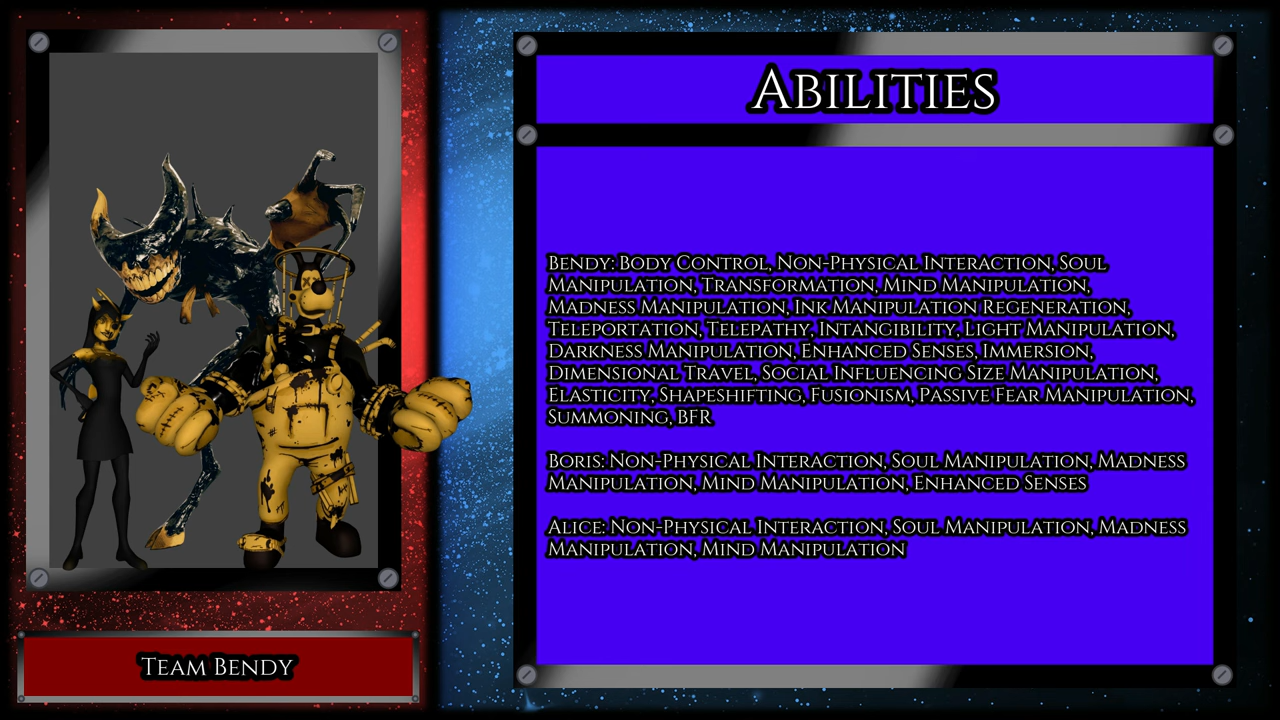 Abilities
Bendy: Body Control, Non-Physical Interaction, Soul
Manipulation, Transformation, Mind Manipulation,
Madness Manipulation, Ink Manipulation Regeneration,
Teleportation, Telepathy, Intangibility, Light Manipulation,
Darkness Manipulation, Enhanced Senses, Immersion,
Dimensional Travel, Social Influencing Size Manipulation,
Elasticity, Shapeshifting, Fusionism, Passive Fear Manipulation,
Summoning, BFR
Boris: Non-Physical Interaction, Soul Manipulation, Madness
Manipulation, Mind Manipulation, Enhanced Senses
Alice: Non-Physical Interaction, Soul Manipulation, Madness
Manipulation, Mind Manipulation
Team Bendy